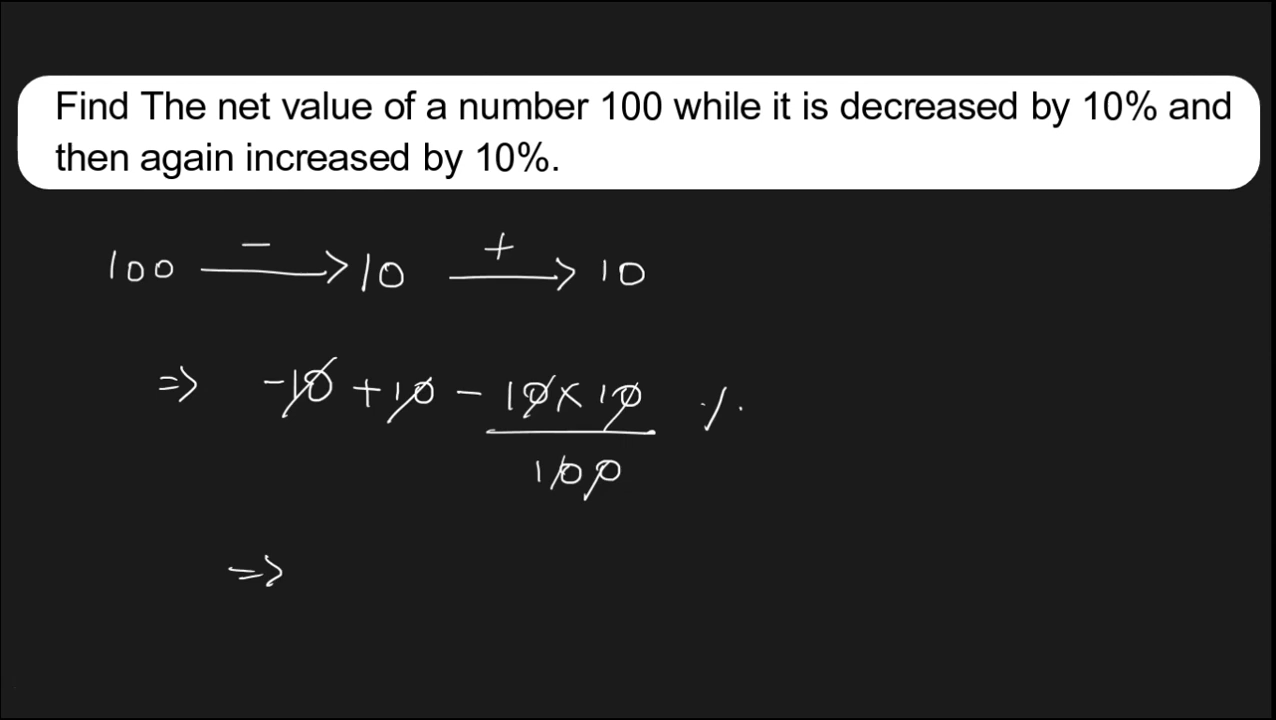 Find The net value of a number 100 while it is decreased by 10% and
then again increased by 10%.
100 —⟶ 10 +⟶ 10
=> -10 + 10 - 10 × 10 %
100
=>